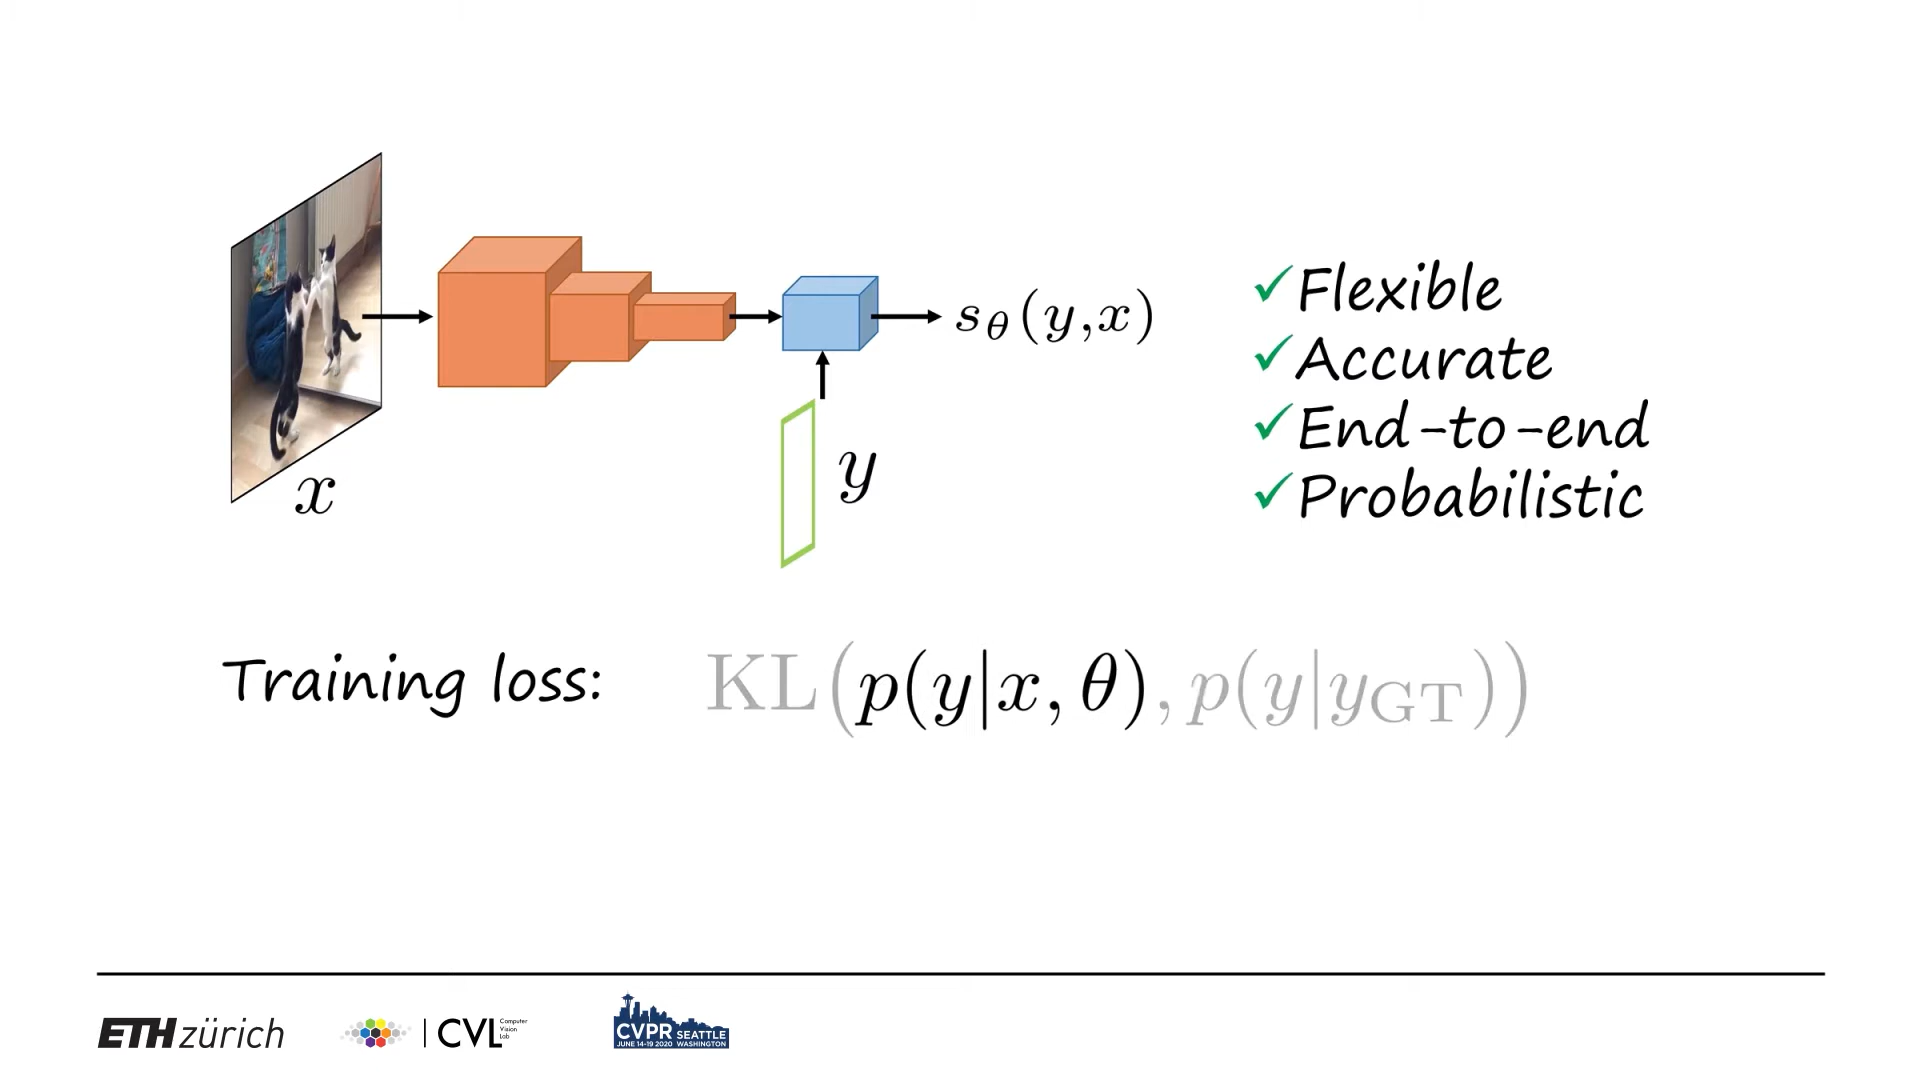 x
y
s_θ(y,x)
✓Flexible
✓Accurate
✓End-to-end
✓Probabilistic
Training loss: KL(p(y|x, θ), p(y|y_GT))
ETH zürich
CVL Computer Vision Lab
CVPR SEATTLE
JUNE 14-19 2020 WASHINGTON